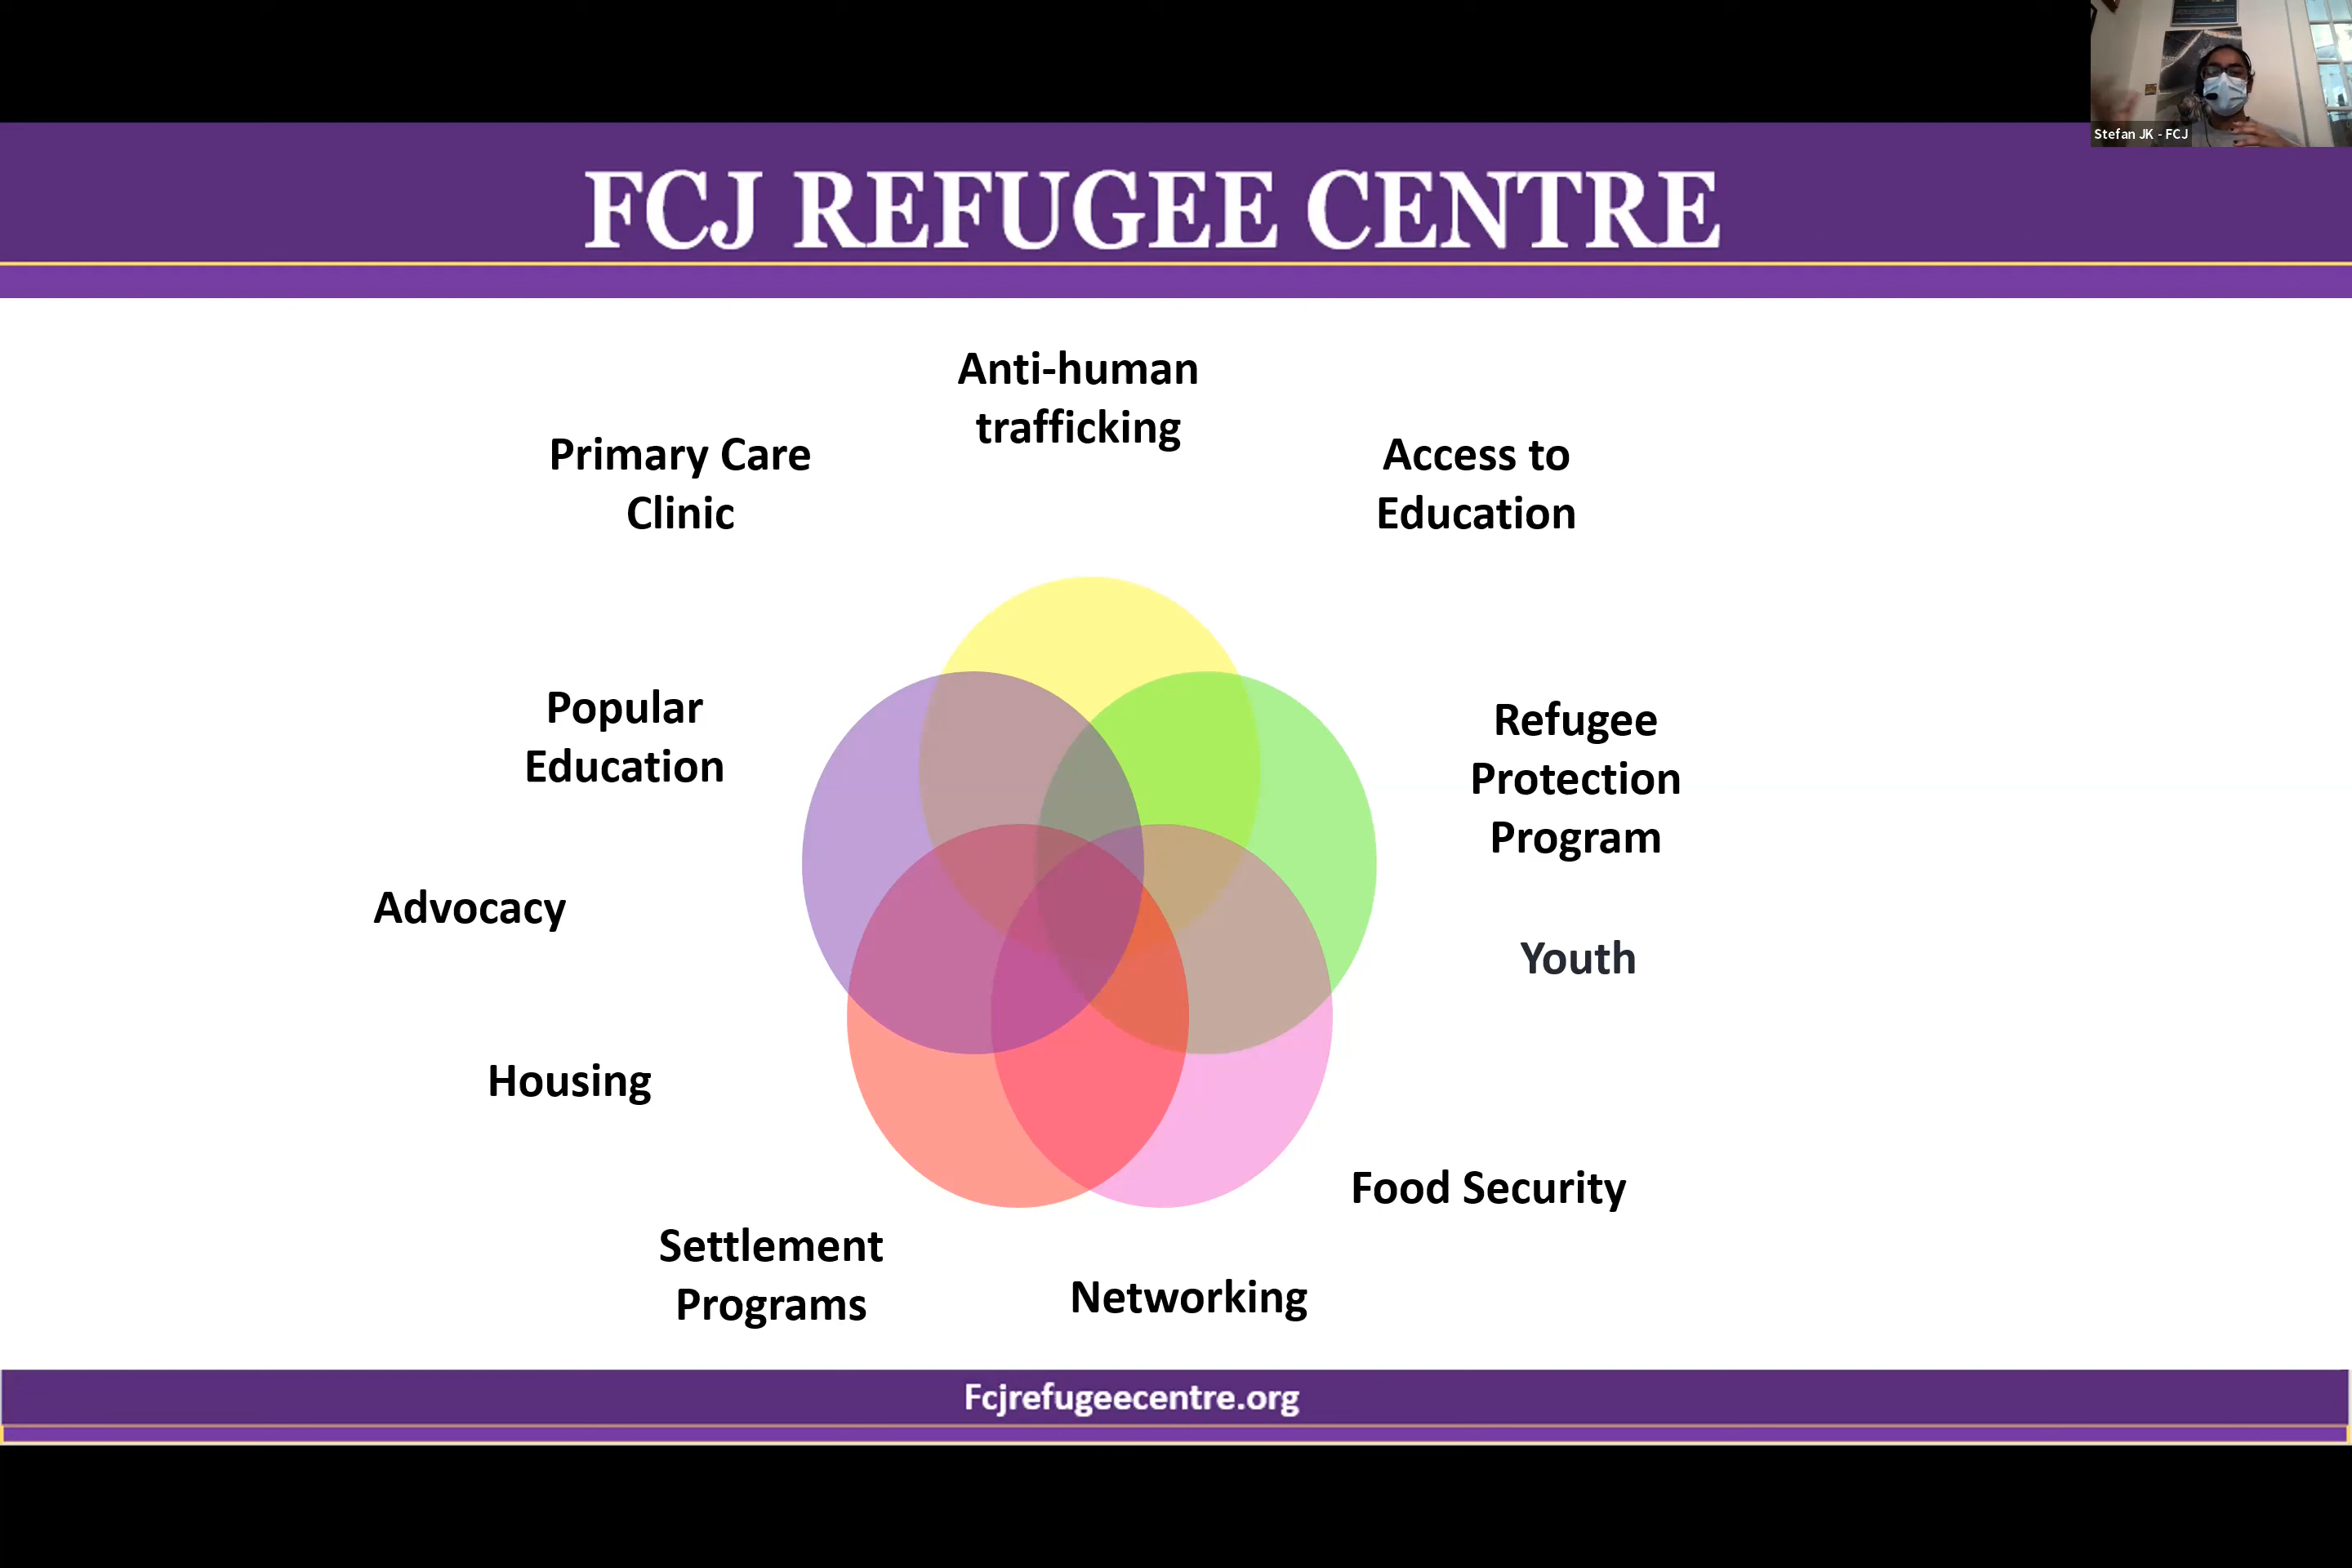 Stefan JK - FCJ
FCJ REFUGEE CENTRE
Anti-human
trafficking
Primary Care
Clinic
Access to
Education
Popular
Education
Refugee
Protection
Program
Advocacy
Youth
Housing
Food Security
Settlement
Programs
Networking
Fcjrefugeecentre.org